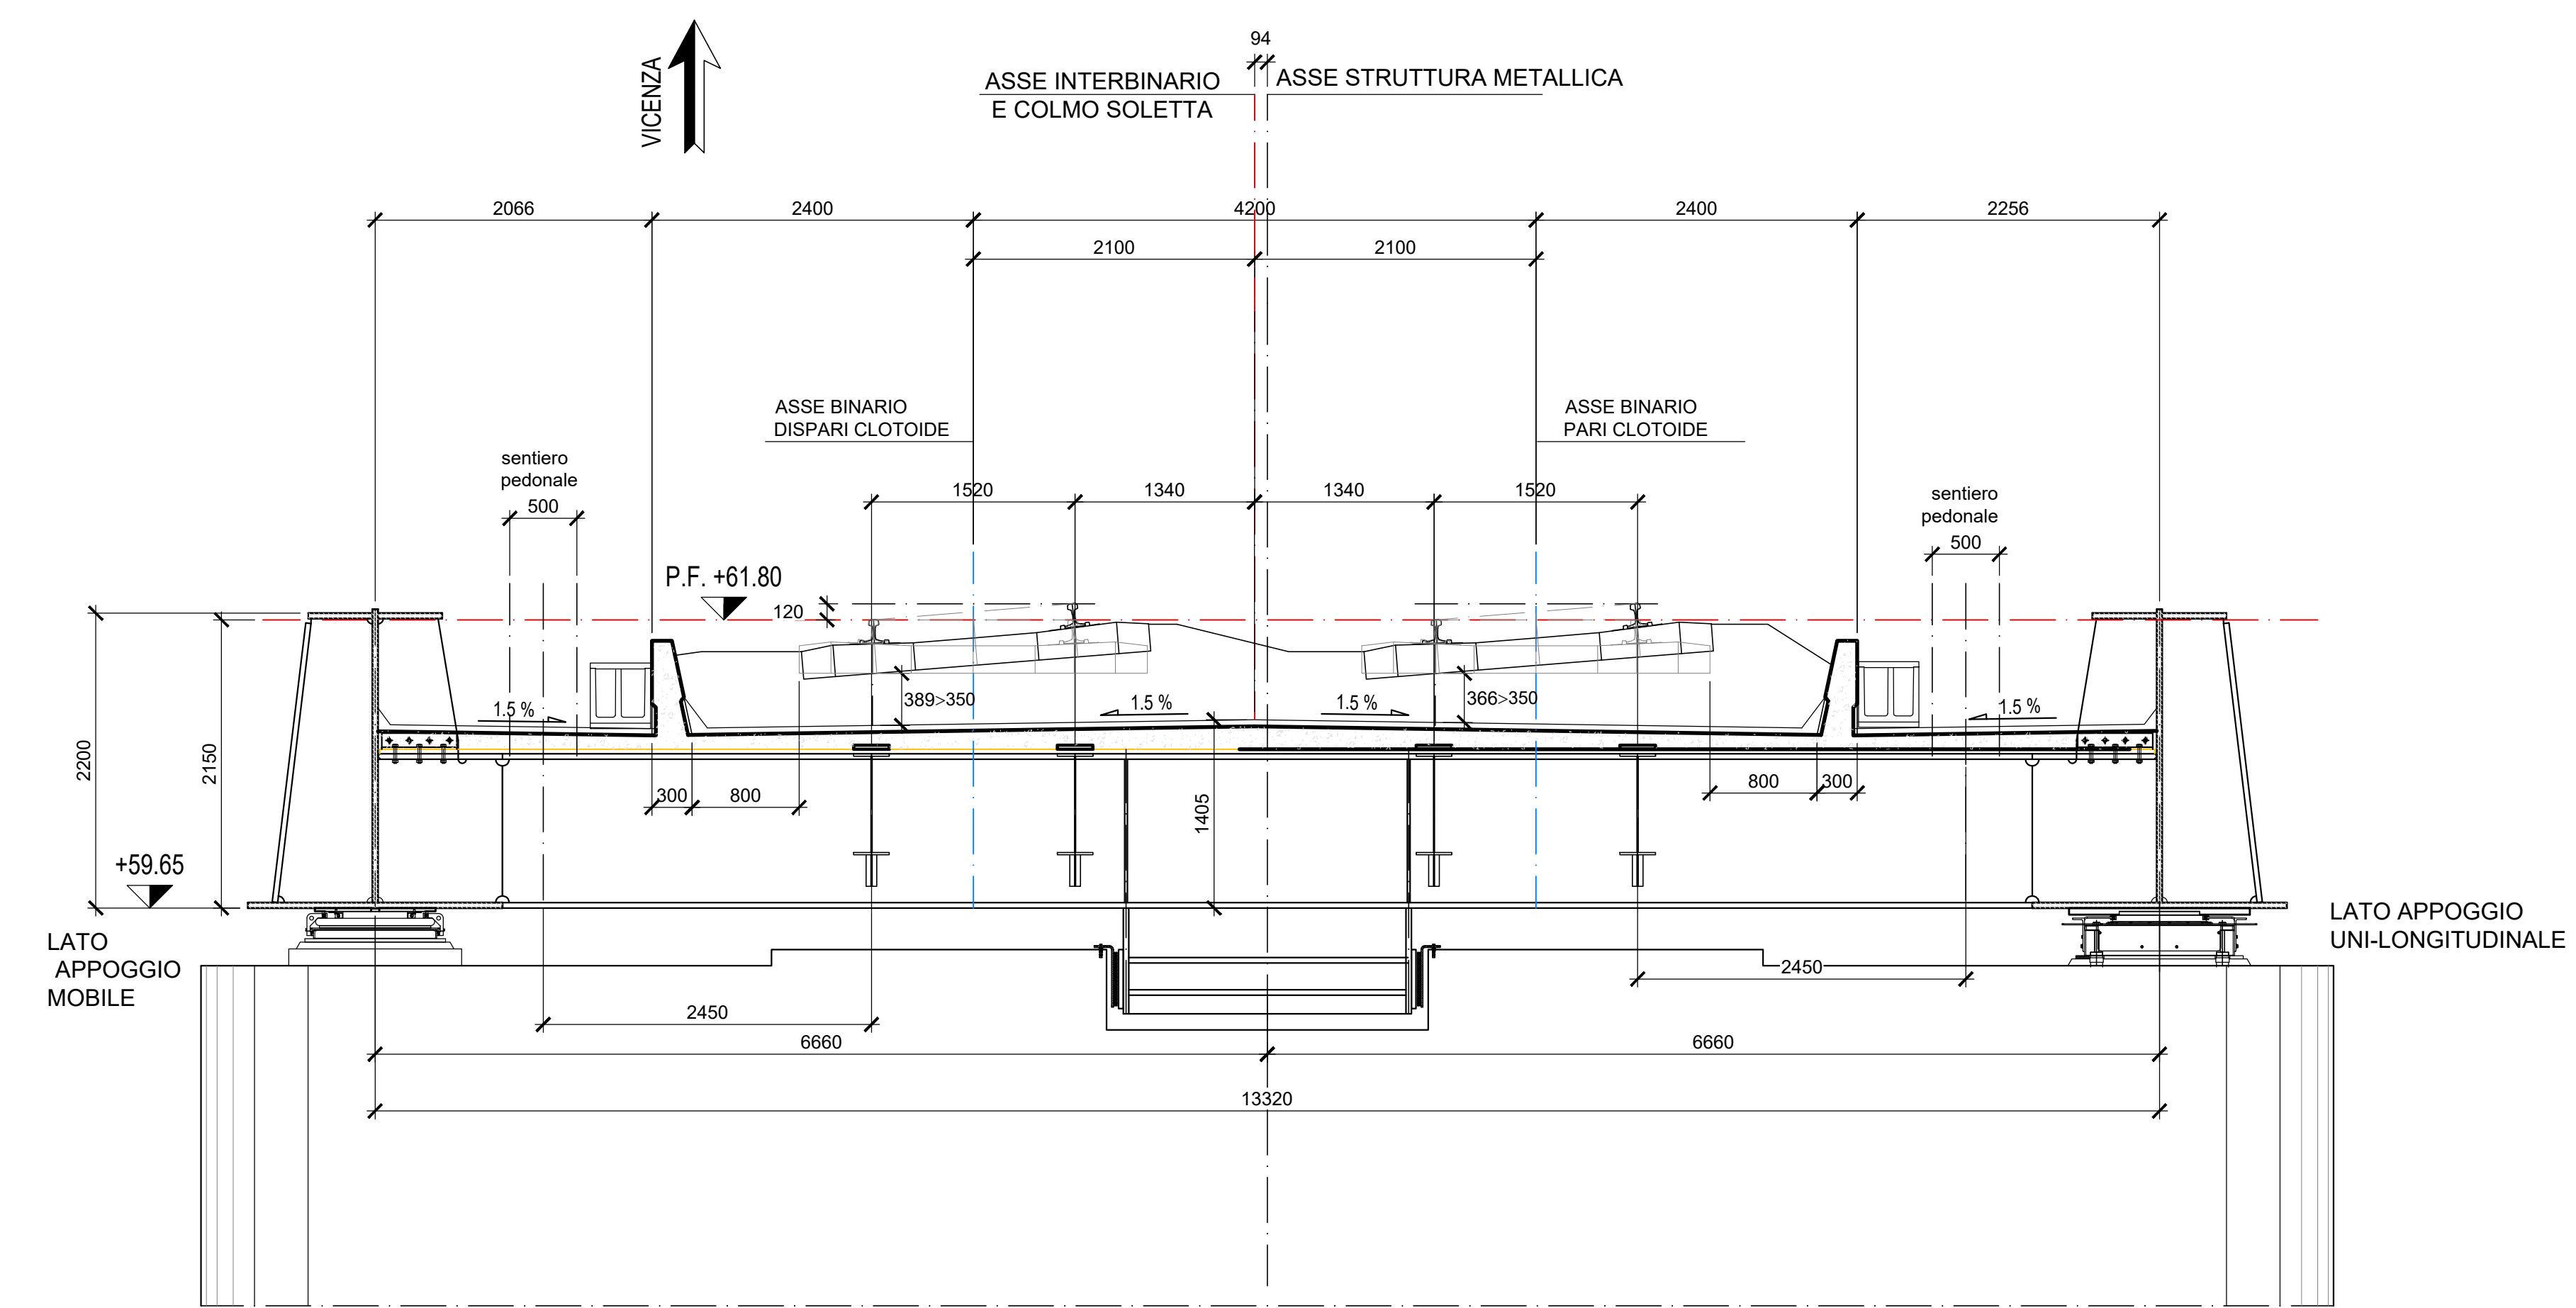 94
ASSE INTERBINARIO
E COLMO SOLETTA
ASSE STRUTTURA METALLICA
VICENZA
2066
2400
4200
2400
2256
2100
2100
ASSE BINARIO
DISPARI CLOTOIDE
ASSE BINARIO
PARI CLOTOIDE
sentiero
pedonale
500
1520
1340
1340
1520
sentiero
pedonale
500
P.F. +61.80
120
389>350
366>350
1.5 %
1.5 %
1.5 %
1.5 %
2200
2150
300
800
1405
800
300
+59.65
LATO
APPOGGIO
MOBILE
LATO APPOGGIO
UNI-LONGITUDINALE
2450
2450
6660
6660
13320